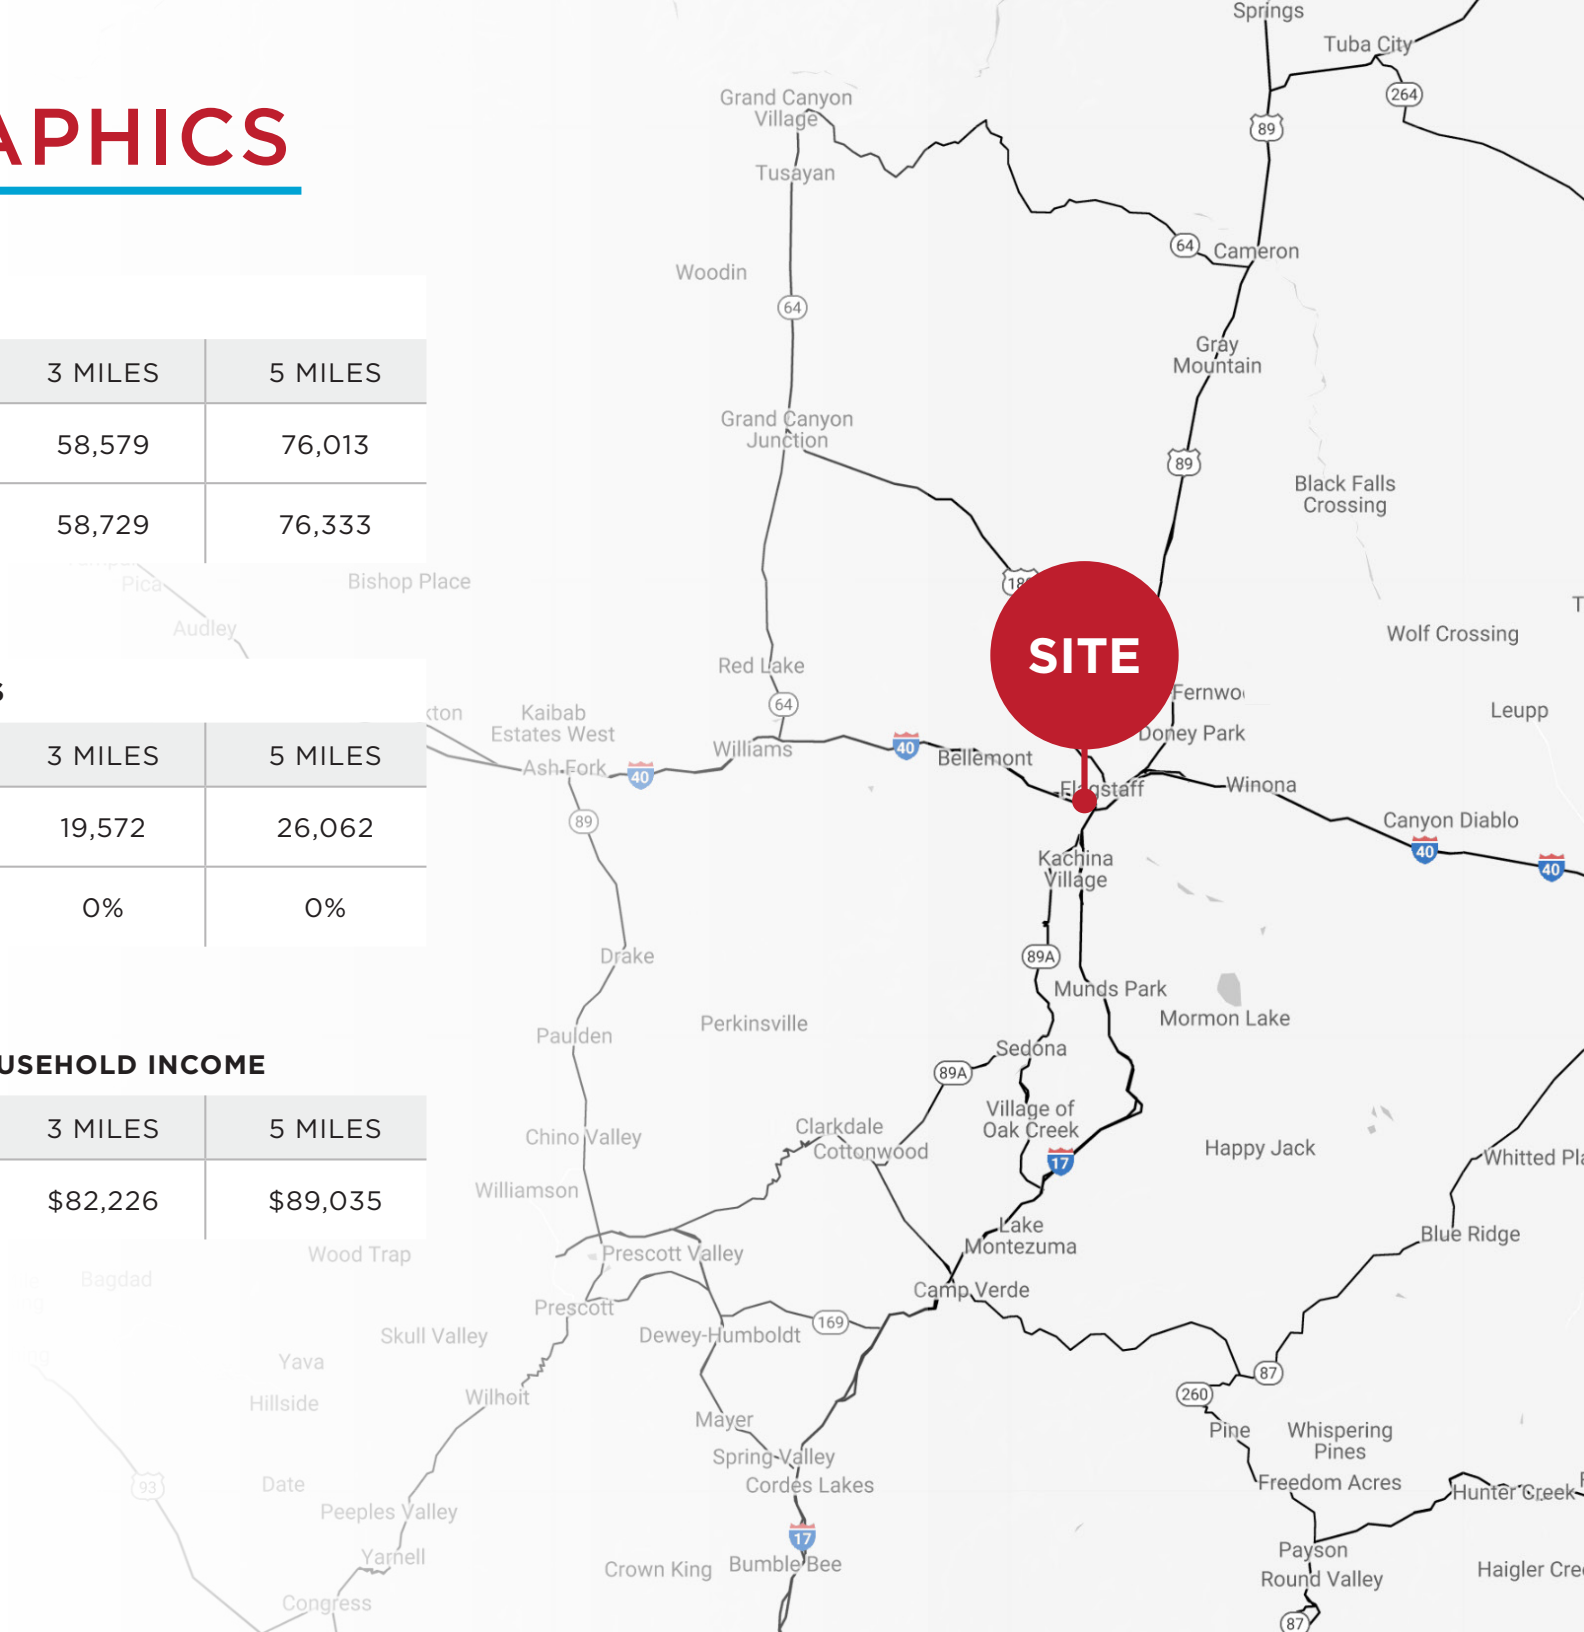 APHICS
3 MILES 5 MILES
58,579 76,013
58,729 76,333
3 MILES 5 MILES
19,572 26,062
0% 0%
USEHOLD INCOME
3 MILES 5 MILES
$82,226 $89,035
Springs
Tuba City
264
89
Grand Canyon
Village
Tusayan
64
Cameron
Woodin
64
Gray
Mountain
Grand Canyon
Junction
89
Black Falls
Crossing
Pica
Bishop Place
Audley
SITE
Wolf Crossing
Red Lake
64
Leupp
Kaibab
Estates West
Doney Park
Williams
40
Bellemont
Ash Fork
40
Flagstaff
Winona
89
Canyon Diablo
40
40
Kachina
Village
Drake
89A
Munds Park
Mormon Lake
Perkinsville
Paulden
Sedona
89A
Village of
Oak Creek
Clarkdale
Cottonwood
Chino Valley
17
Happy Jack
Whitted
Williamson
Lake
Montezuma
Blue Ridge
Wood Trap
Prescott Valley
Bagdad
Camp Verde
Prescott
169
Dewey-Humboldt
Skull Valley
Yava
87
260
Hillside
Wilhoit
Mayer
Pine
Whispering
Pines
Spring Valley
Cordes Lakes
Freedom Acres
Hunter Creek
93
Date
Peeples Valley
17
Payson
Yarnell
Crown King
Bumble Bee
Round Valley
Haigler
Congress
87